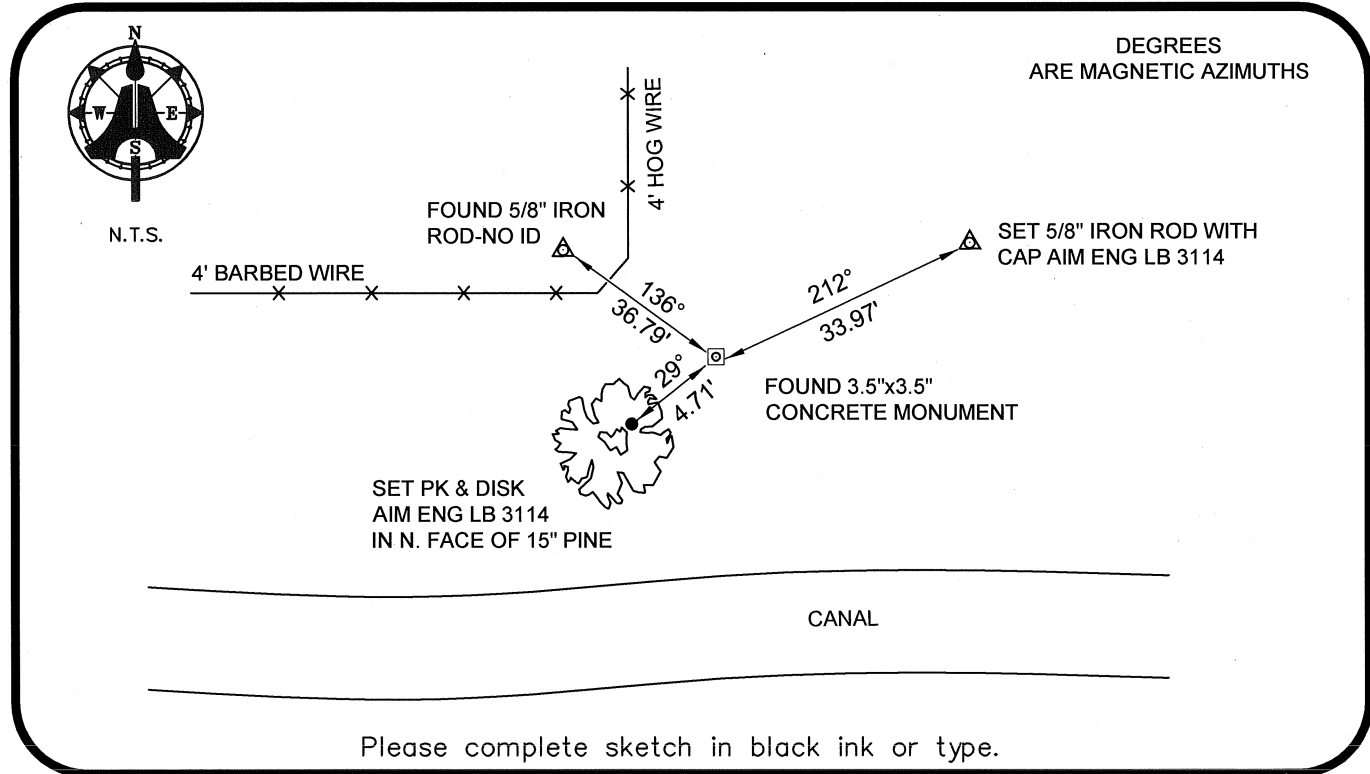 N
W
E
S
N.T.S.
DEGREES
ARE MAGNETIC AZIMUTHS
4' HOG WIRE
FOUND 5/8" IRON
ROD-NO ID
4' BARBED WIRE
SET 5/8" IRON ROD WITH
CAP AIM ENG LB 3114
136°
36.79'
212°
33.97'
29°
4.71'
FOUND 3.5"x3.5"
CONCRETE MONUMENT
SET PK & DISK
AIM ENG LB 3114
IN N. FACE OF 15" PINE
CANAL
Please complete sketch in black ink or type.